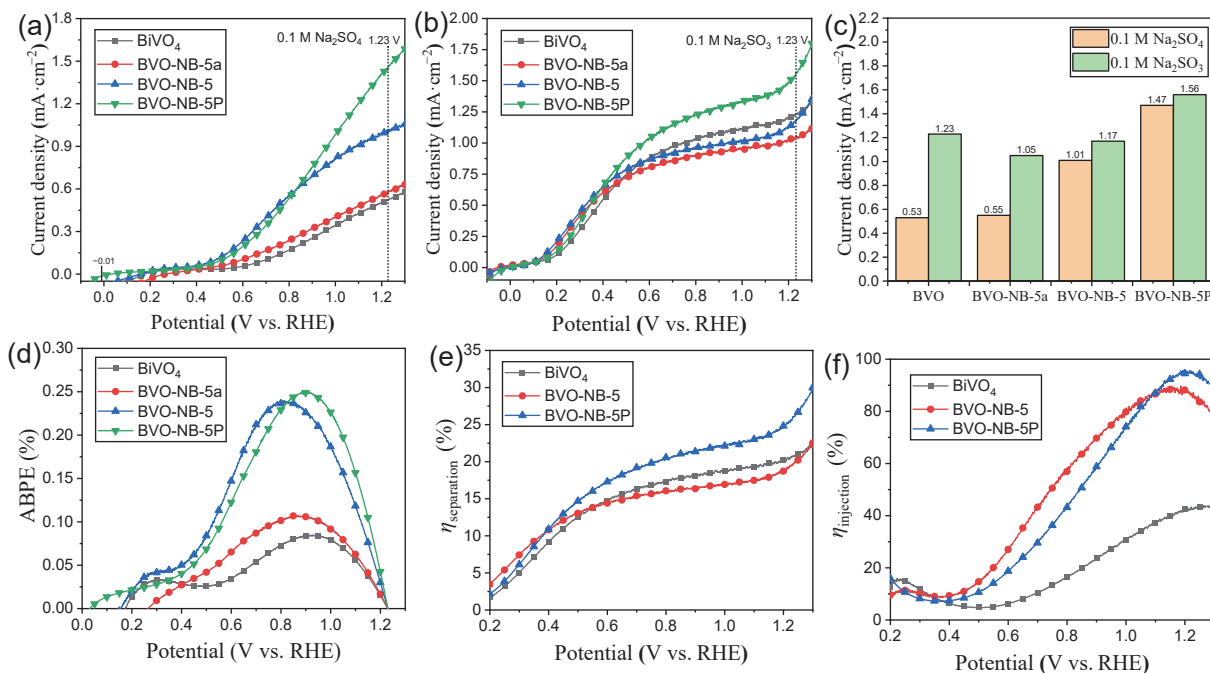 (a)
Current density (mA·cm⁻²)
1.8
1.5
1.2
0.9
0.6
0.3
0.0
BiVO₄
BVO-NB-5a
BVO-NB-5
BVO-NB-5P
0.1 M Na₂SO₄
1.23 V
−0.01
0.0 0.2 0.4 0.6 0.8 1.0 1.2
Potential (V vs. RHE)
(b)
Current density (mA·cm⁻²)
2.00
1.75
1.50
1.25
1.00
0.75
0.50
0.25
0.00
BiVO₄
BVO-NB-5a
BVO-NB-5
BVO-NB-5P
0.1 M Na₂SO₃
1.23 V
0.0 0.2 0.4 0.6 0.8 1.0 1.2
Potential (V vs. RHE)
(c)
Current density (mA·cm⁻²)
2.0
1.8
1.6
1.4
1.2
1.0
0.8
0.6
0.4
0.2
0.0
0.1 M Na₂SO₄
0.1 M Na₂SO₃
0.53
1.23
0.55
1.05
1.01
1.17
1.47
1.56
BVO BVO-NB-5a BVO-NB-5 BVO-NB-5P
(d)
ABPE (%)
0.30
0.25
0.20
0.15
0.10
0.05
0.00
BiVO₄
BVO-NB-5a
BVO-NB-5
BVO-NB-5P
0.0 0.2 0.4 0.6 0.8 1.0 1.2
Potential (V vs. RHE)
(e)
η separation (%)
35
30
25
20
15
10
5
0
BiVO₄
BVO-NB-5
BVO-NB-5P
0.2 0.4 0.6 0.8 1.0 1.2
Potential (V vs. RHE)
(f)
η injection (%)
100
80
60
40
20
0
BiVO₄
BVO-NB-5
BVO-NB-5P
0.2 0.4 0.6 0.8 1.0 1.2
Potential (V vs. RHE)